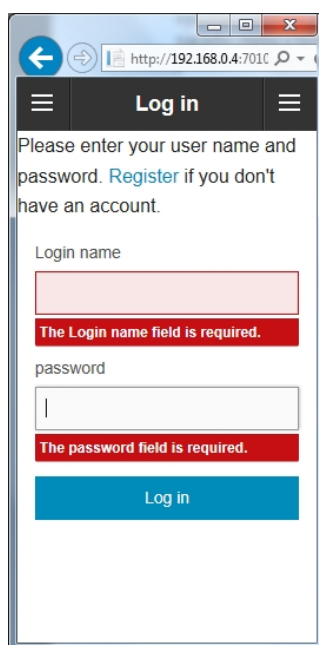 http://192.168.0.4:7010
Log in
Please enter your user name and
password. Register if you don't
have an account.
Login name
The Login name field is required.
password
The password field is required.
Log in